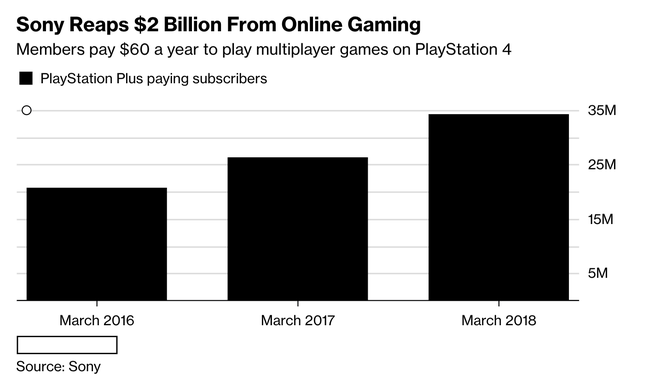 Sony Reaps $2 Billion From Online Gaming
Members pay $60 a year to play multiplayer games on PlayStation 4
PlayStation Plus paying subscribers
35M
25M
15M
5M
March 2016 March 2017 March 2018
Source: Sony